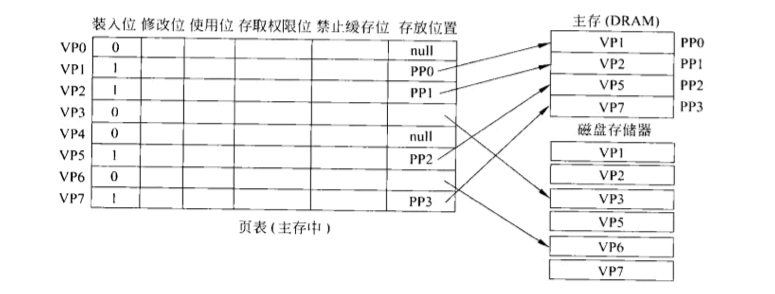 装入位 修改位 使用位 存取权限位 禁止缓存位 存放位置
VP0 0 null
VP1 1 PP0
VP2 1 PP1
VP3 0
VP4 0 null
VP5 1 PP2
VP6 0
VP7 1 PP3
页表(主存中)
主存(DRAM)
VP1 PP0
VP2 PP1
VP5 PP2
VP7 PP3
磁盘存储器
VP1
VP2
VP3
VP5
VP6
VP7